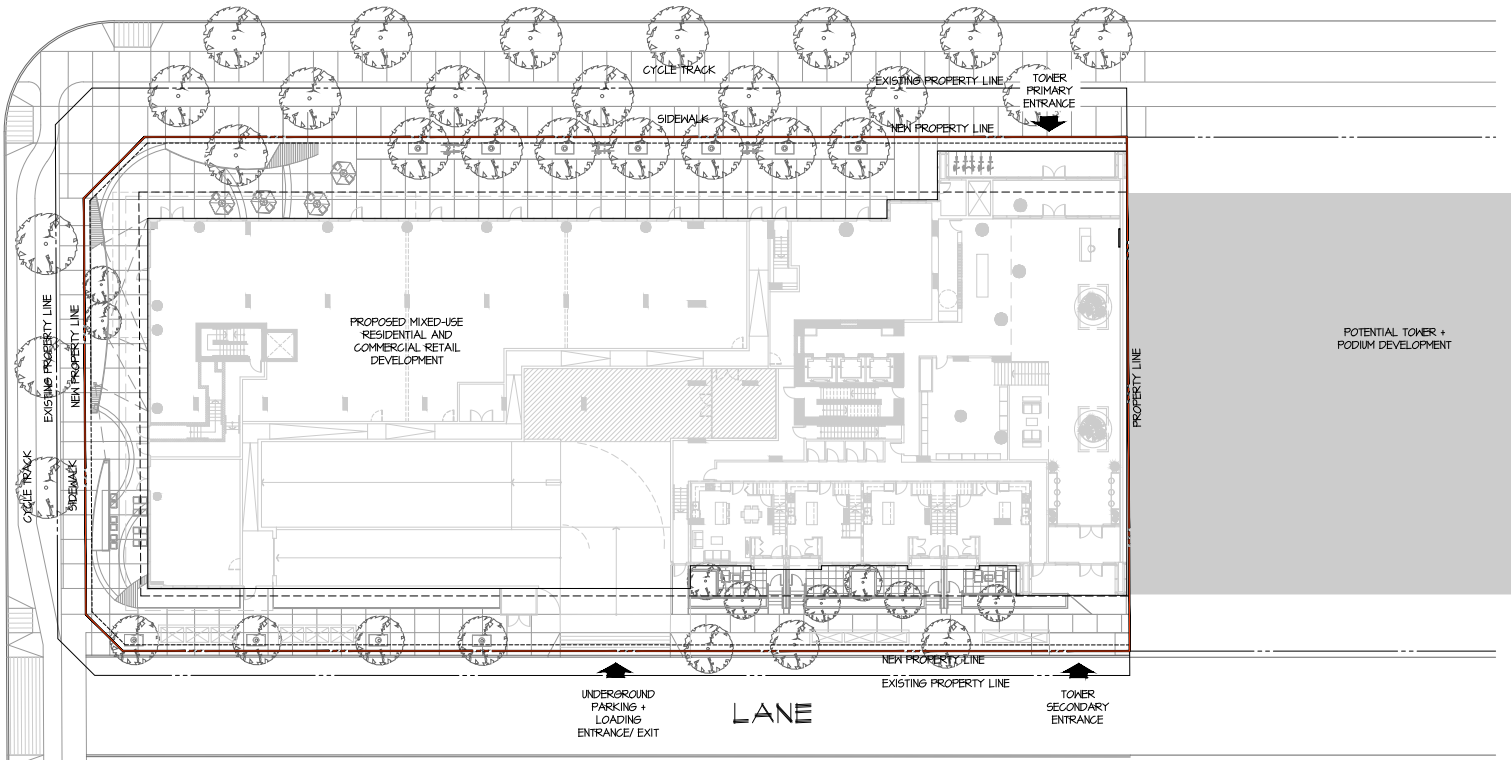 CYCLE TRACK
EXISTING PROPERTY LINE
TOWER
PRIMARY
ENTRANCE
SIDEWALK
NEW PROPERTY LINE
EXISTING PROPERTY LINE
NEW PROPERTY LINE
CYCLE TRACK
SIDEWALK
PROPOSED MIXED-USE
RESIDENTIAL AND
COMMERCIAL RETAIL
DEVELOPMENT
PROPERTY LINE
POTENTIAL TOWER +
PODIUM DEVELOPMENT
NEW PROPERTY LINE
EXISTING PROPERTY LINE
UNDERGROUND
PARKING +
LOADING
ENTRANCE/ EXIT
LANE
TOWER
SECONDARY
ENTRANCE